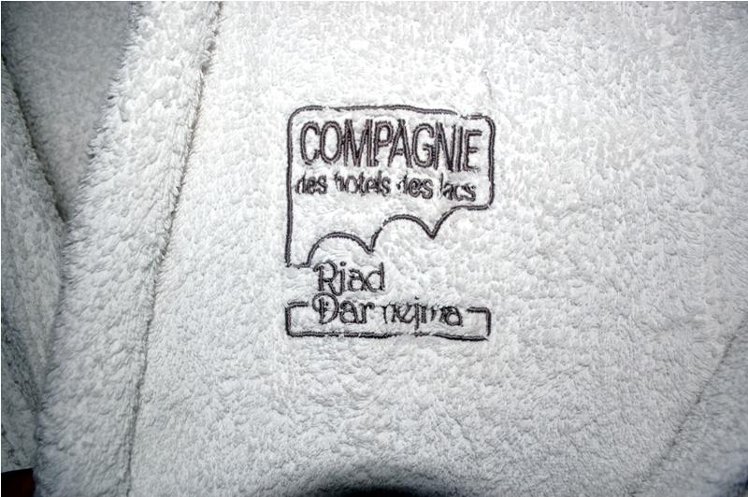 COMPAGNIE
des hotels des lacs
Riad
Dar nejma